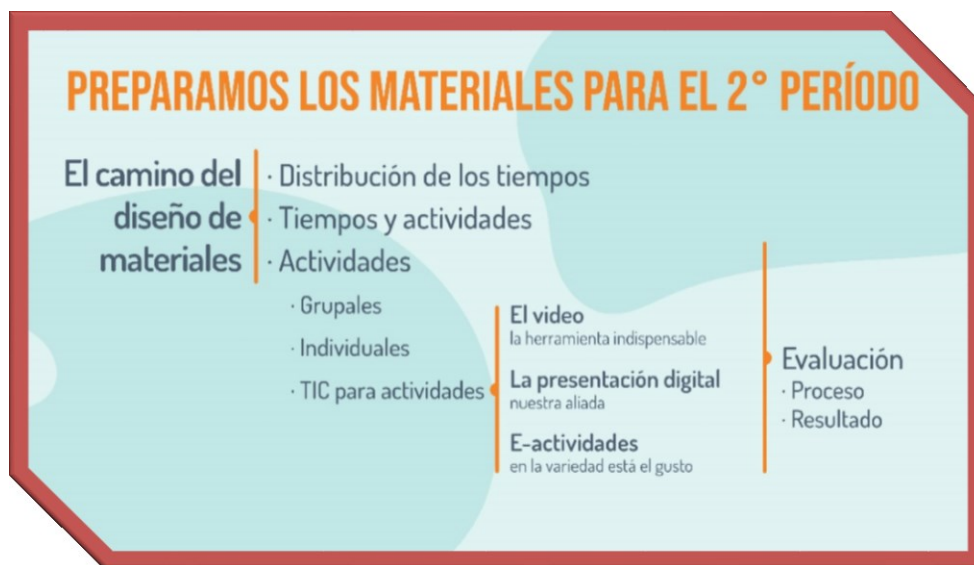 PREPARAMOS LOS MATERIALES PARA EL 2° PERÍODO
El camino del
diseño de
materiales
· Distribución de los tiempos
· Tiempos y actividades
· Actividades
· Grupales
· Individuales
· TIC para actividades
El video
la herramienta indispensable
La presentación digital
nuestra aliada
E-actividades
en la variedad está el gusto
Evaluación
· Proceso
· Resultado